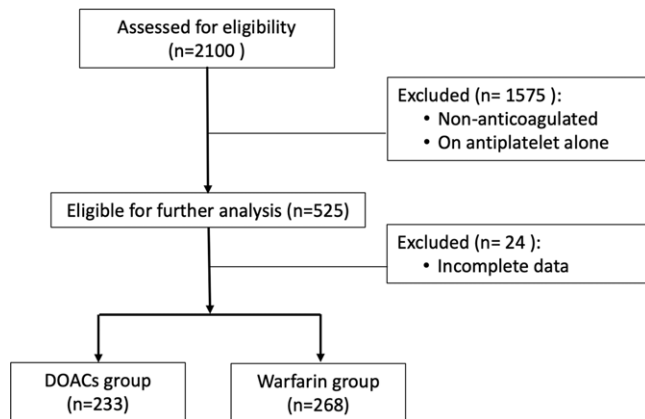 Assessed for eligibility
(n=2100 )
Excluded (n= 1575 ):
• Non-anticoagulated
• On antiplatelet alone
Eligible for further analysis (n=525)
Excluded (n= 24 ):
• Incomplete data
DOACs group
(n=233)
Warfarin group
(n=268)